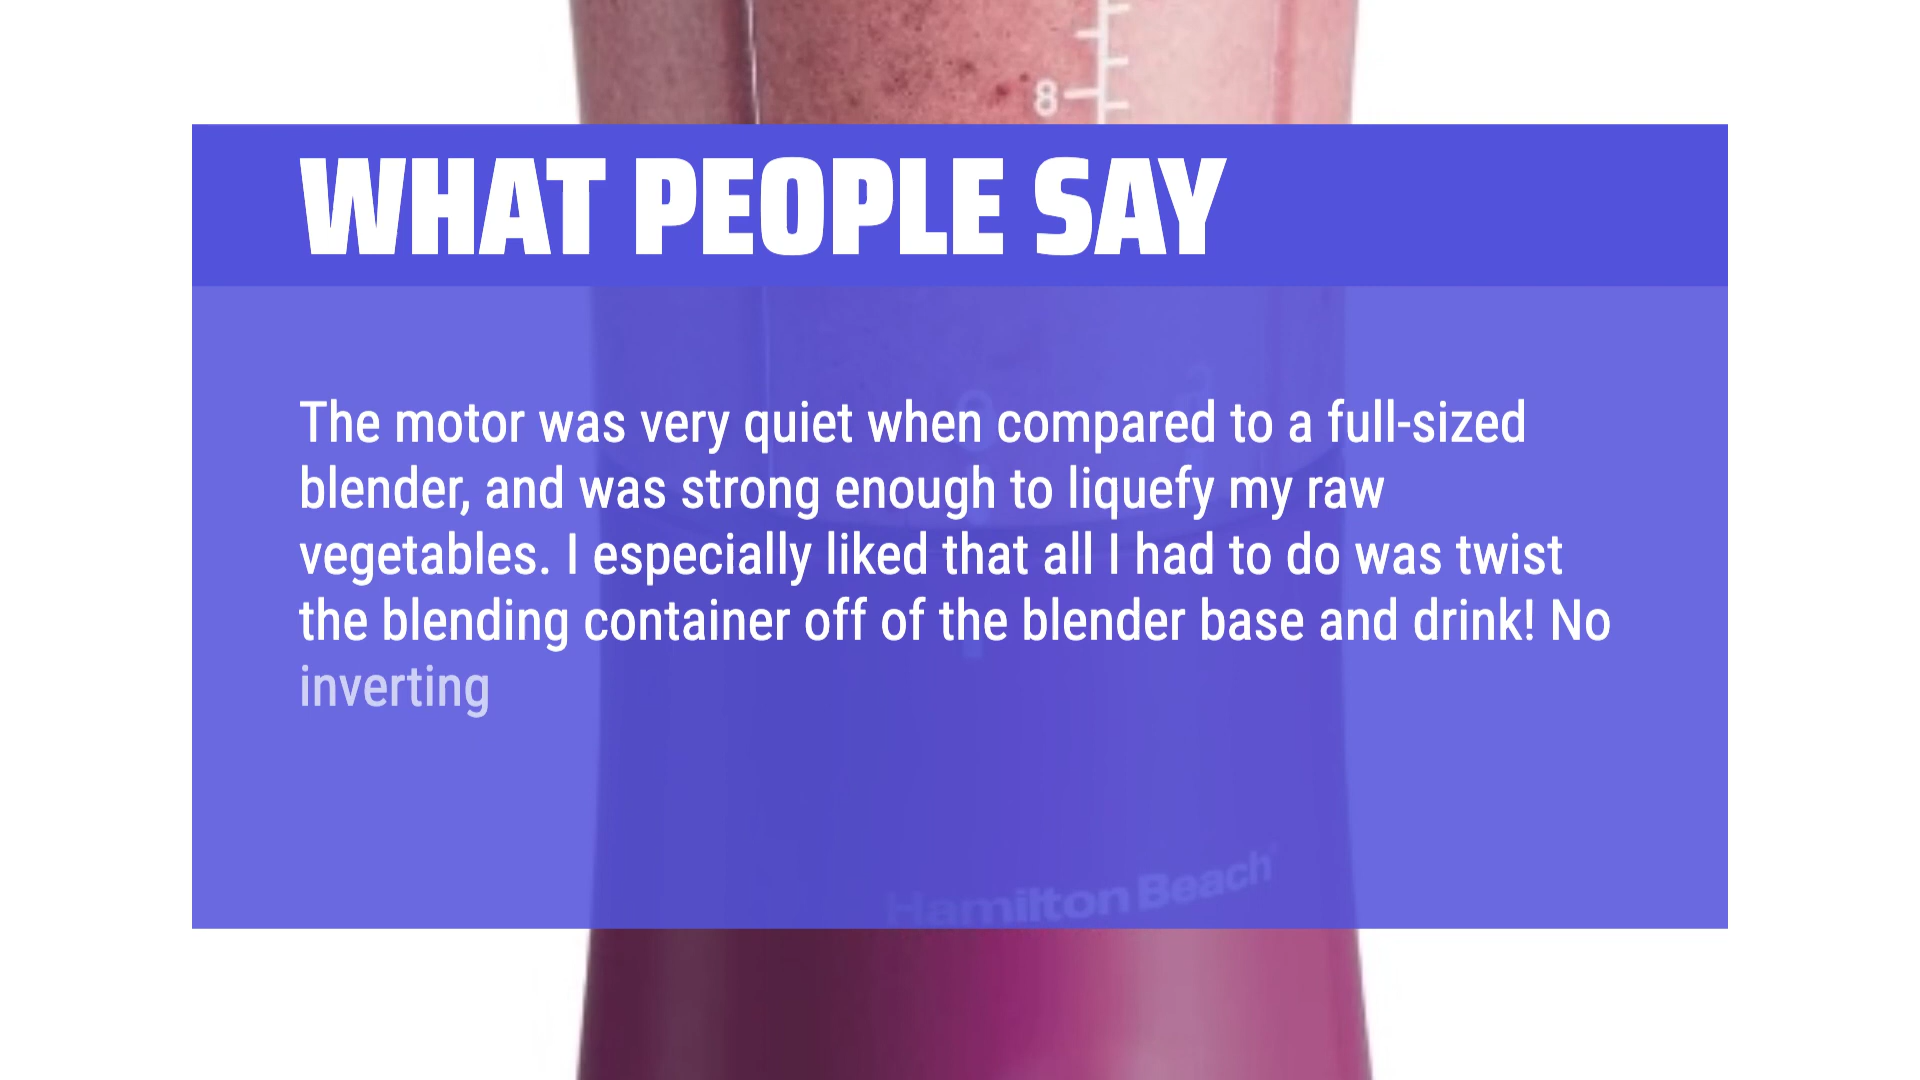 8
WHAT PEOPLE SAY
The motor was very quiet when compared to a full-sized
blender, and was strong enough to liquefy my raw
vegetables. I especially liked that all I had to do was twist
the blending container off of the blender base and drink! No
inverting
Hamilton Beach